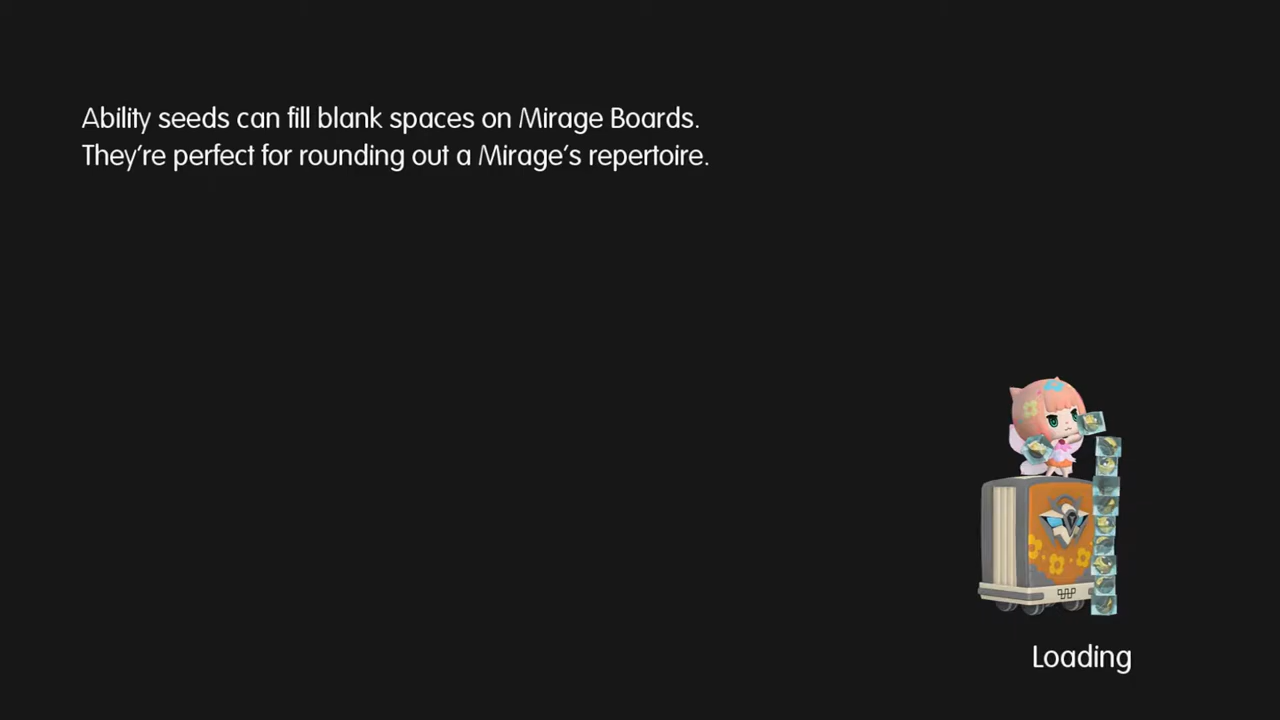 Ability seeds can fill blank spaces on Mirage Boards.
They're perfect for rounding out a Mirage's repertoire.
Loading